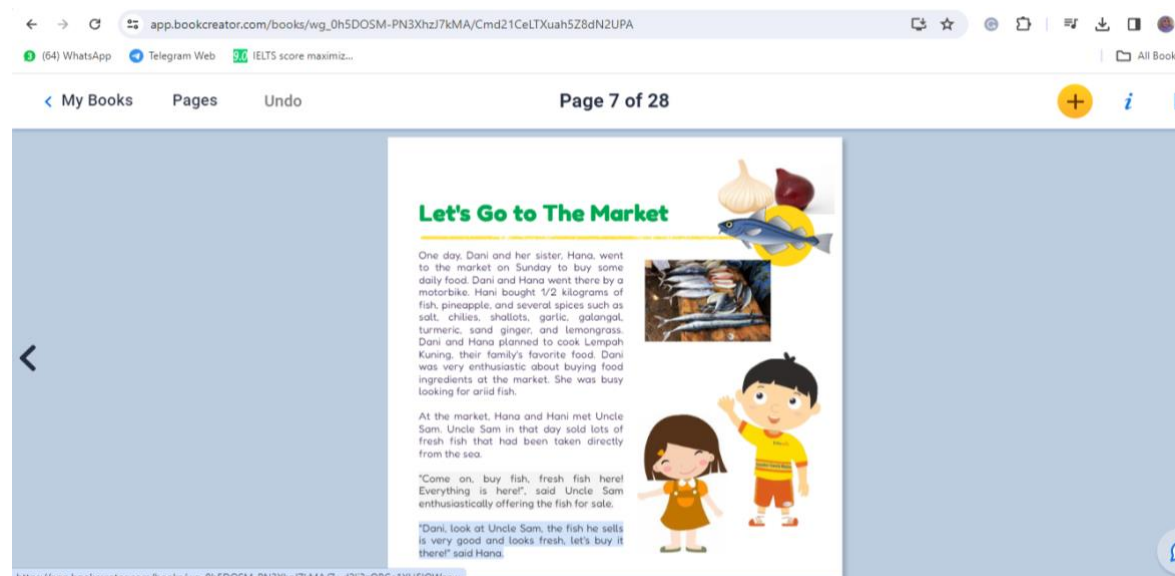 app.bookcreator.com/books/wg_0h5DOSM-PN3XhzJ7kMA/Cmd21CeLTXuah5Z8dN2UPA
(64) WhatsApp Telegram Web 9.0 IELTS score maximiz... All Book
My Books Pages Undo Page 7 of 28 + i
Let's Go to The Market
One day, Dani and her sister, Hana, went
to the market on Sunday to buy some
daily food. Dani and Hana went there by a
motorbike. Hani bought 1/2 kilograms of
fish, pineapple, and several spices such as
salt, chilies, shallots, garlic, galangal,
turmeric, sand ginger, and lemongrass.
Dani and Hana planned to cook Lempah
Kuning, their family's favorite food. Dani
was very enthusiastic about buying food
ingredients at the market. She was busy
looking for ariid fish.
At the market, Hana and Hani met Uncle
Sam. Uncle Sam in that day sold lots of
fresh fish that had been taken directly
from the sea.
"Come on, buy fish, fresh fish here!
Everything is here!", said Uncle Sam
enthusiastically offering the fish for sale.
"Dani, look at Uncle Sam, the fish he sells
is very good and looks fresh, let's buy it
there!" said Hana.